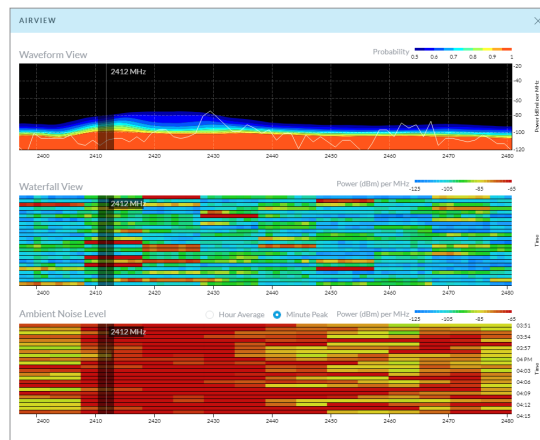 AIRVIEW
Waveform View
Probability 0.5 0.6 0.7 0.8 0.9 1
2412 MHz
-20
-40
-60
-80
-100
-120
Power (dBm) per MHz
2400 2410 2420 2430 2440 2450 2460 2470 2480
Waterfall View
Power (dBm) per MHz -125 -105 -85 -65
2412 MHz
Time
2400 2410 2420 2430 2440 2450 2460 2470 2480
Ambient Noise Level
Hour Average Minute Peak Power (dBm) per MHz -125 -105 -85 -65
2412 MHz
03:51
03:54
03:57
04 PM
04:03
04:06
04:09
04:12
04:15
Time
2400 2410 2420 2430 2440 2450 2460 2470 2480